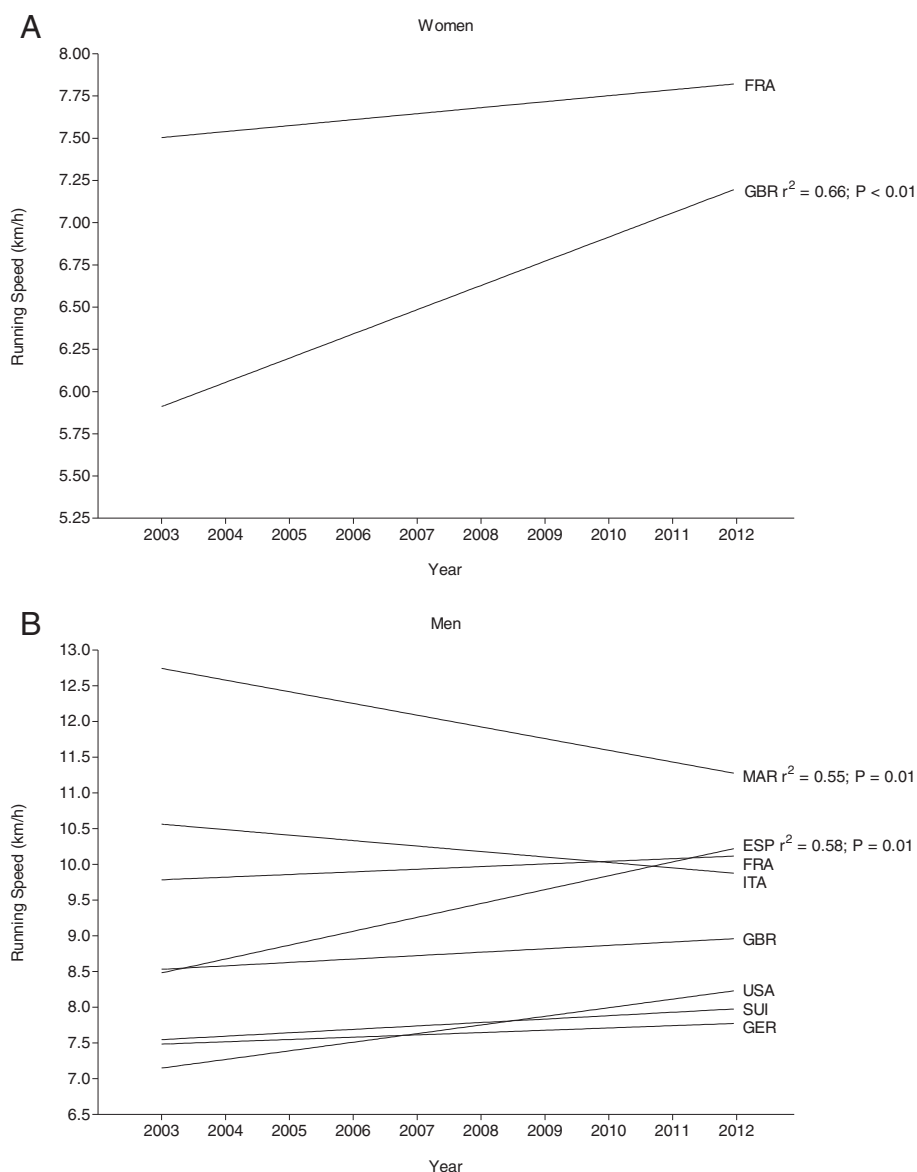 A
Women
8.00
7.75
7.50
7.25
7.00
6.75
6.50
6.25
6.00
5.75
5.50
5.25
Running Speed (km/h)
FRA
GBR r² = 0.66; P < 0.01
2003 2004 2005 2006 2007 2008 2009 2010 2011 2012
Year
B
Men
13.0
12.5
12.0
11.5
11.0
10.5
10.0
9.5
9.0
8.5
8.0
7.5
7.0
6.5
Running Speed (km/h)
MAR r² = 0.55; P = 0.01
ESP r² = 0.58; P = 0.01
FRA
ITA
GBR
USA
SUI
GER
2003 2004 2005 2006 2007 2008 2009 2010 2011 2012
Year